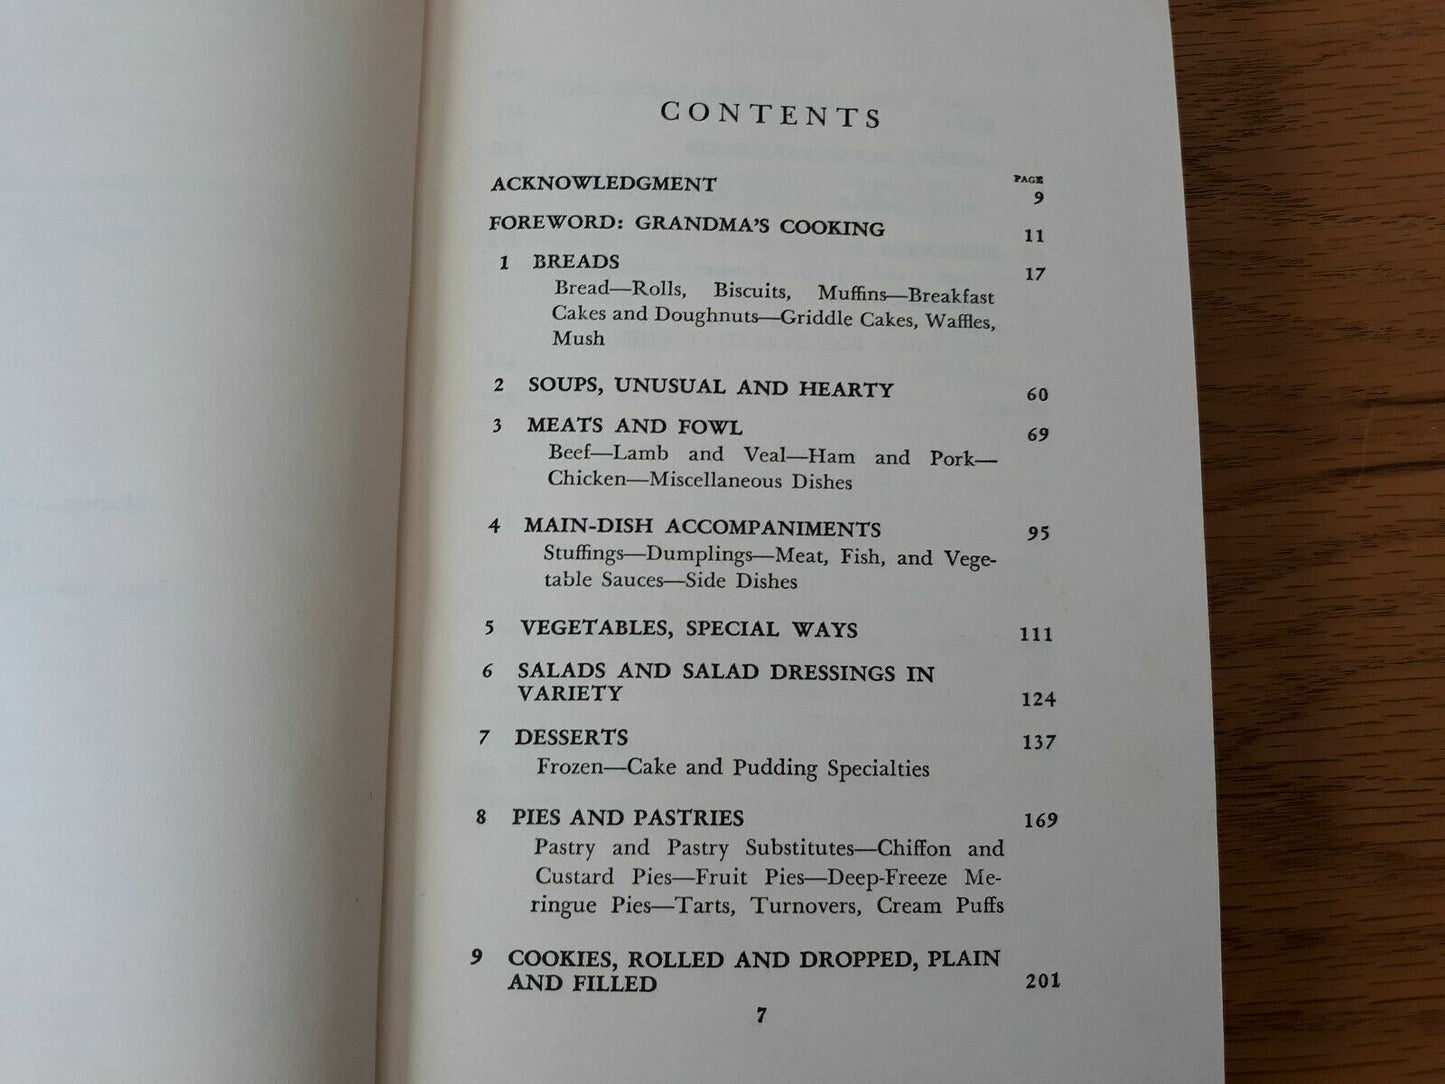 CONTENTS
PAGE
ACKNOWLEDGMENT 9
FOREWORD: GRANDMA'S COOKING 11
1 BREADS 17
Bread—Rolls, Biscuits, Muffins—Breakfast
Cakes and Doughnuts—Griddle Cakes, Waffles,
Mush
2 SOUPS, UNUSUAL AND HEARTY 60
3 MEATS AND FOWL 69
Beef—Lamb and Veal—Ham and Pork—
Chicken—Miscellaneous Dishes
4 MAIN-DISH ACCOMPANIMENTS 95
Stuffings—Dumplings—Meat, Fish, and Vege-
table Sauces—Side Dishes
5 VEGETABLES, SPECIAL WAYS 111
6 SALADS AND SALAD DRESSINGS IN
VARIETY 124
7 DESSERTS 137
Frozen—Cake and Pudding Specialties
8 PIES AND PASTRIES 169
Pastry and Pastry Substitutes—Chiffon and
Custard Pies—Fruit Pies—Deep-Freeze Me-
ringue Pies—Tarts, Turnovers, Cream Puffs
9 COOKIES, ROLLED AND DROPPED, PLAIN
AND FILLED 201
7